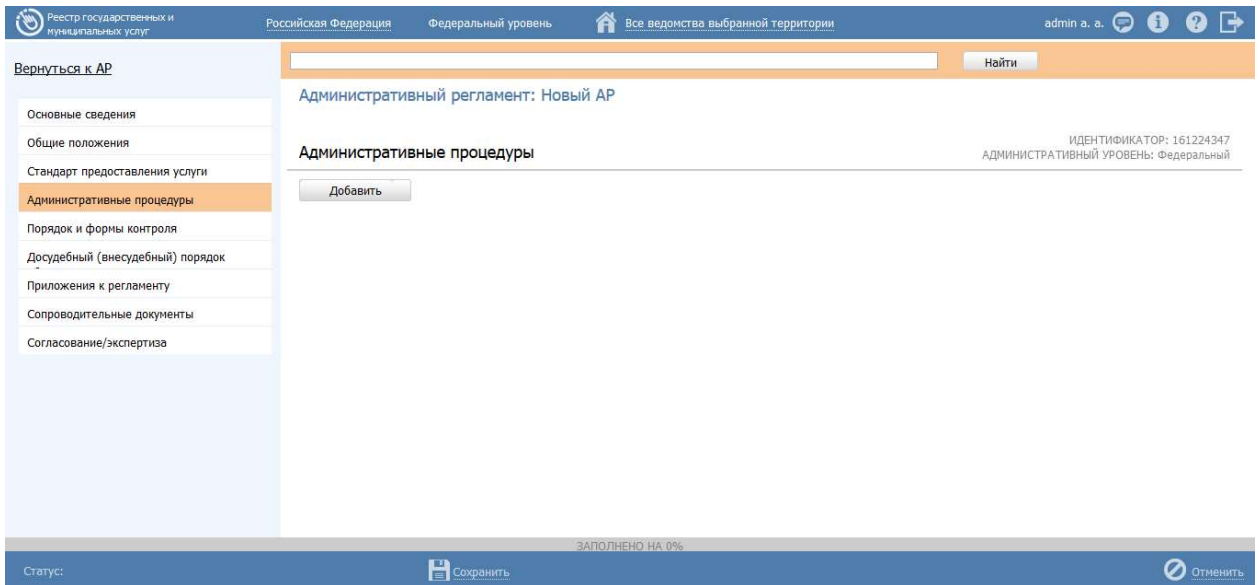 Реестр государственных и
муниципальных услуг
Российская Федерация
Федеральный уровень
Все ведомства выбранной территории
admin a. a.
Вернуться к АР
Найти
Основные сведения
Общие положения
Стандарт предоставления услуги
Административные процедуры
Порядок и формы контроля
Досудебный (внесудебный) порядок
Приложения к регламенту
Сопроводительные документы
Согласование/экспертиза
Административный регламент: Новый АР
Административные процедуры
ИДЕНТИФИКАТОР: 161224347
АДМИНИСТРАТИВНЫЙ УРОВЕНЬ: Федеральный
Добавить
ЗАПОЛНЕНО НА 0%
Статус:
Сохранить
Отменить